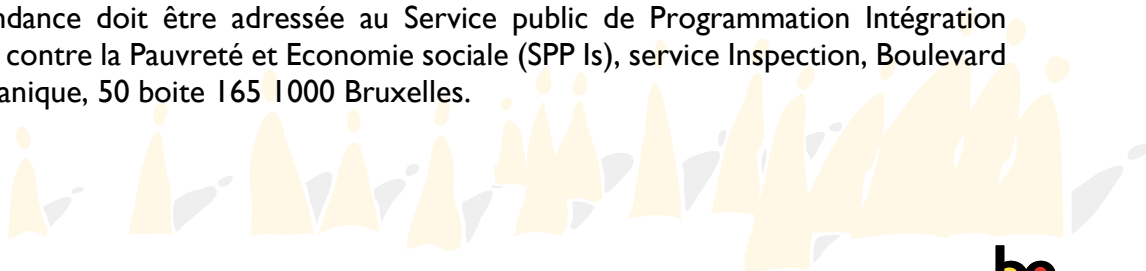 ndance doit être adressée au Service public de Programmation Intégration
contre la Pauvreté et Economie sociale (SPP Is), service Inspection, Boulevard
anique, 50 boite 165 1000 Bruxelles.
be